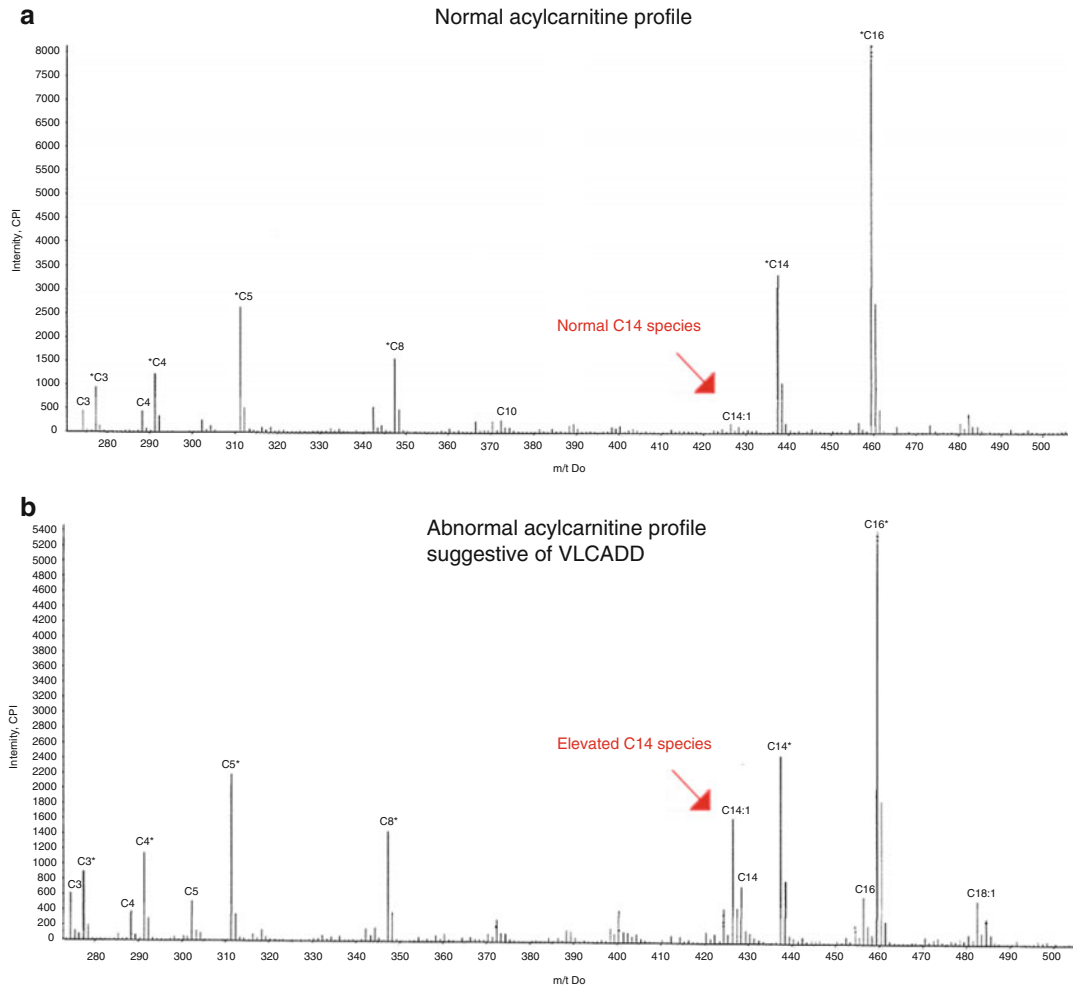 a
Normal acylcarnitine profile
8000
7500
7000
6500
6000
5500
5000
4500
4000
3500
3000
2500
2000
1500
1000
500
0
Internity, CPI
C3
*C3
C4
*C4
*C5
*C8
C10
Normal C14 species
C14:1
*C14
*C16
280 290 300 310 320 330 340 350 360 370 380 390 400 410 420 430 440 450 460 470 480 490 500
m/t Do
b
Abnormal acylcarnitine profile
suggestive of VLCADD
5400
5200
5000
4800
4600
4400
4200
4000
3800
3600
3400
3200
3000
2800
2600
2400
2200
2000
1800
1600
1400
1200
1000
800
600
400
200
0
Internity, CPI
C3
C3*
C4
C4*
C5
C5*
C8*
Elevated C14 species
C14:1
C14
C14*
C16
C16*
C18:1
280 290 300 310 320 330 340 350 360 370 380 390 400 410 420 430 440 450 460 470 480 490 500
m/t Do